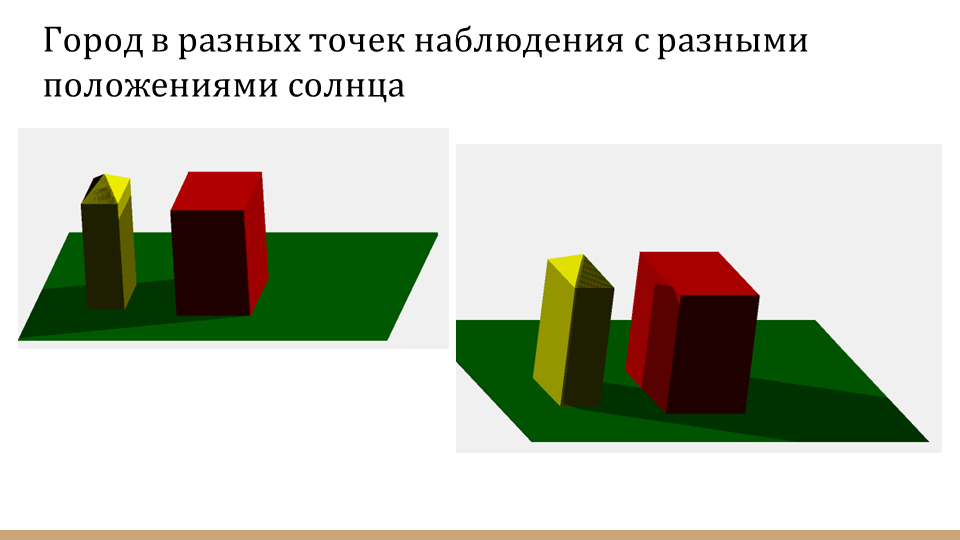 Город в разных точек наблюдения с разными
положениями солнца